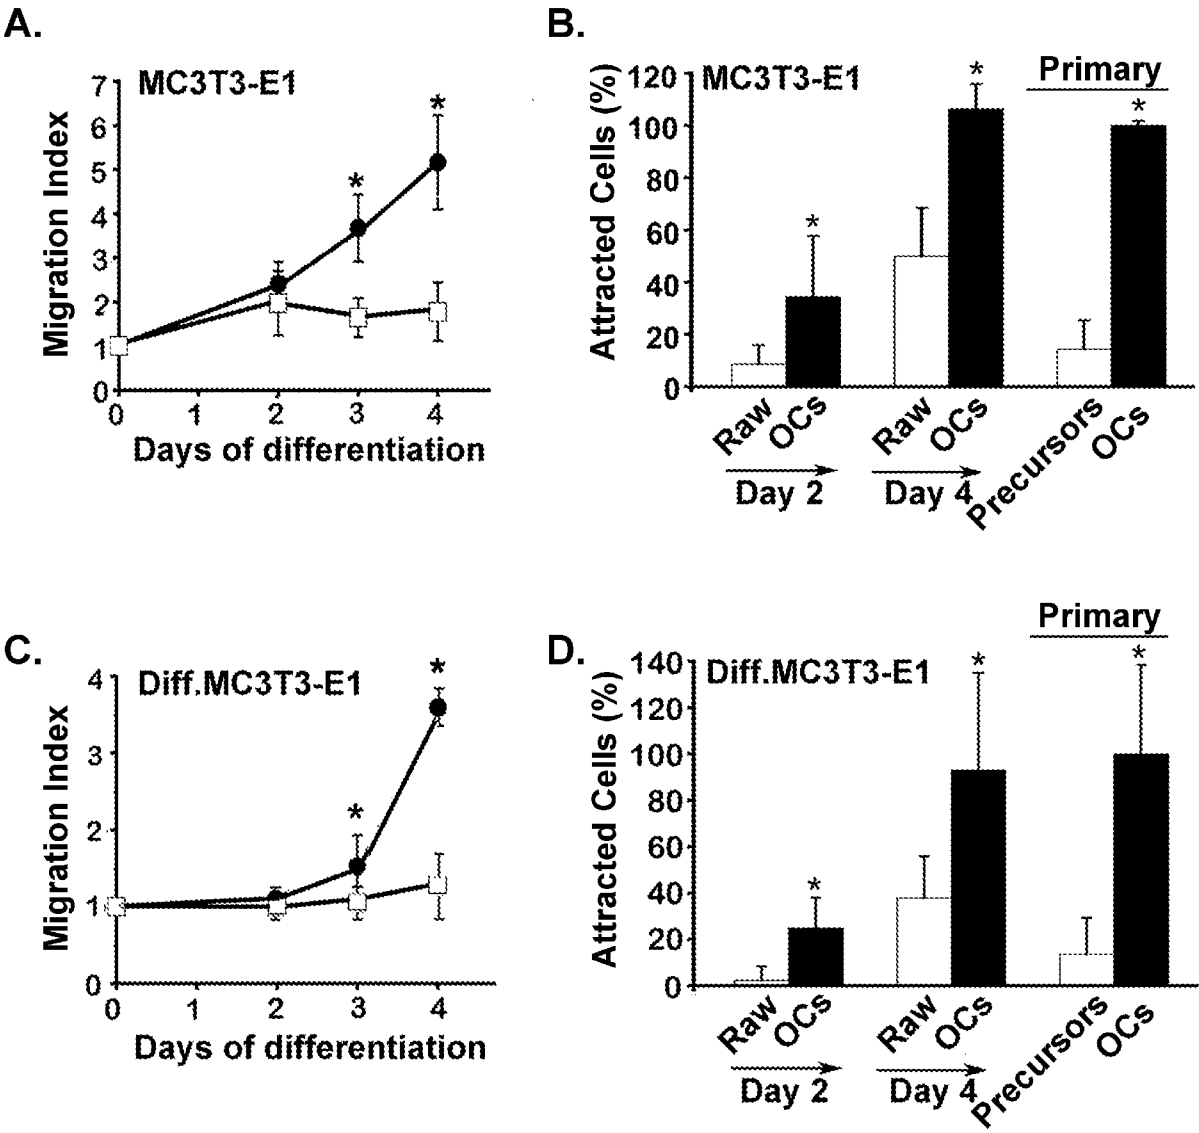 A.
MC3T3-E1
Migration Index
7
6
5
4
3
2
1
0
*
*
0 1 2 3 4
Days of differentiation
B.
MC3T3-E1
Primary
Attracted Cells (%)
120
100
80
60
40
20
0
*
*
*
Raw OCs Raw OCs Precursors OCs
Day 2 Day 4
C.
Diff.MC3T3-E1
Migration Index
4
3
2
1
0
*
*
0 1 2 3 4
Days of differentiation
D.
Diff.MC3T3-E1
Primary
Attracted Cells (%)
140
120
100
80
60
40
20
0
*
*
*
Raw OCs Raw OCs Precursors OCs
Day 2 Day 4